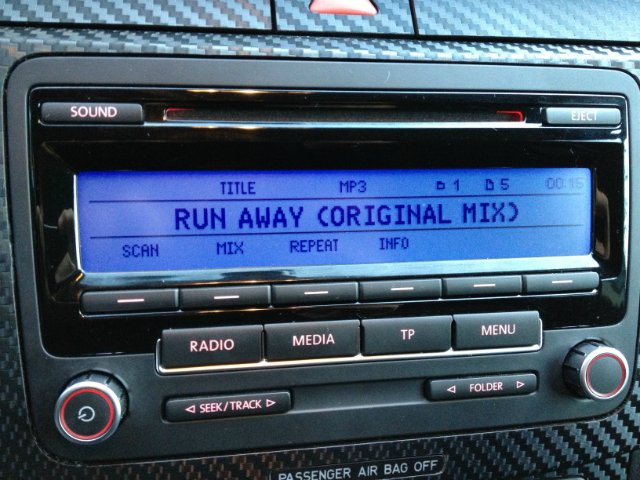 SOUND
EJECT
TITLE MP3 1 5 00:15
RUN AWAY (ORIGINAL MIX)
SCAN MIX REPEAT INFO
RADIO MEDIA TP MENU
SEEK/TRACK FOLDER
PASSENGER AIR BAG OFF